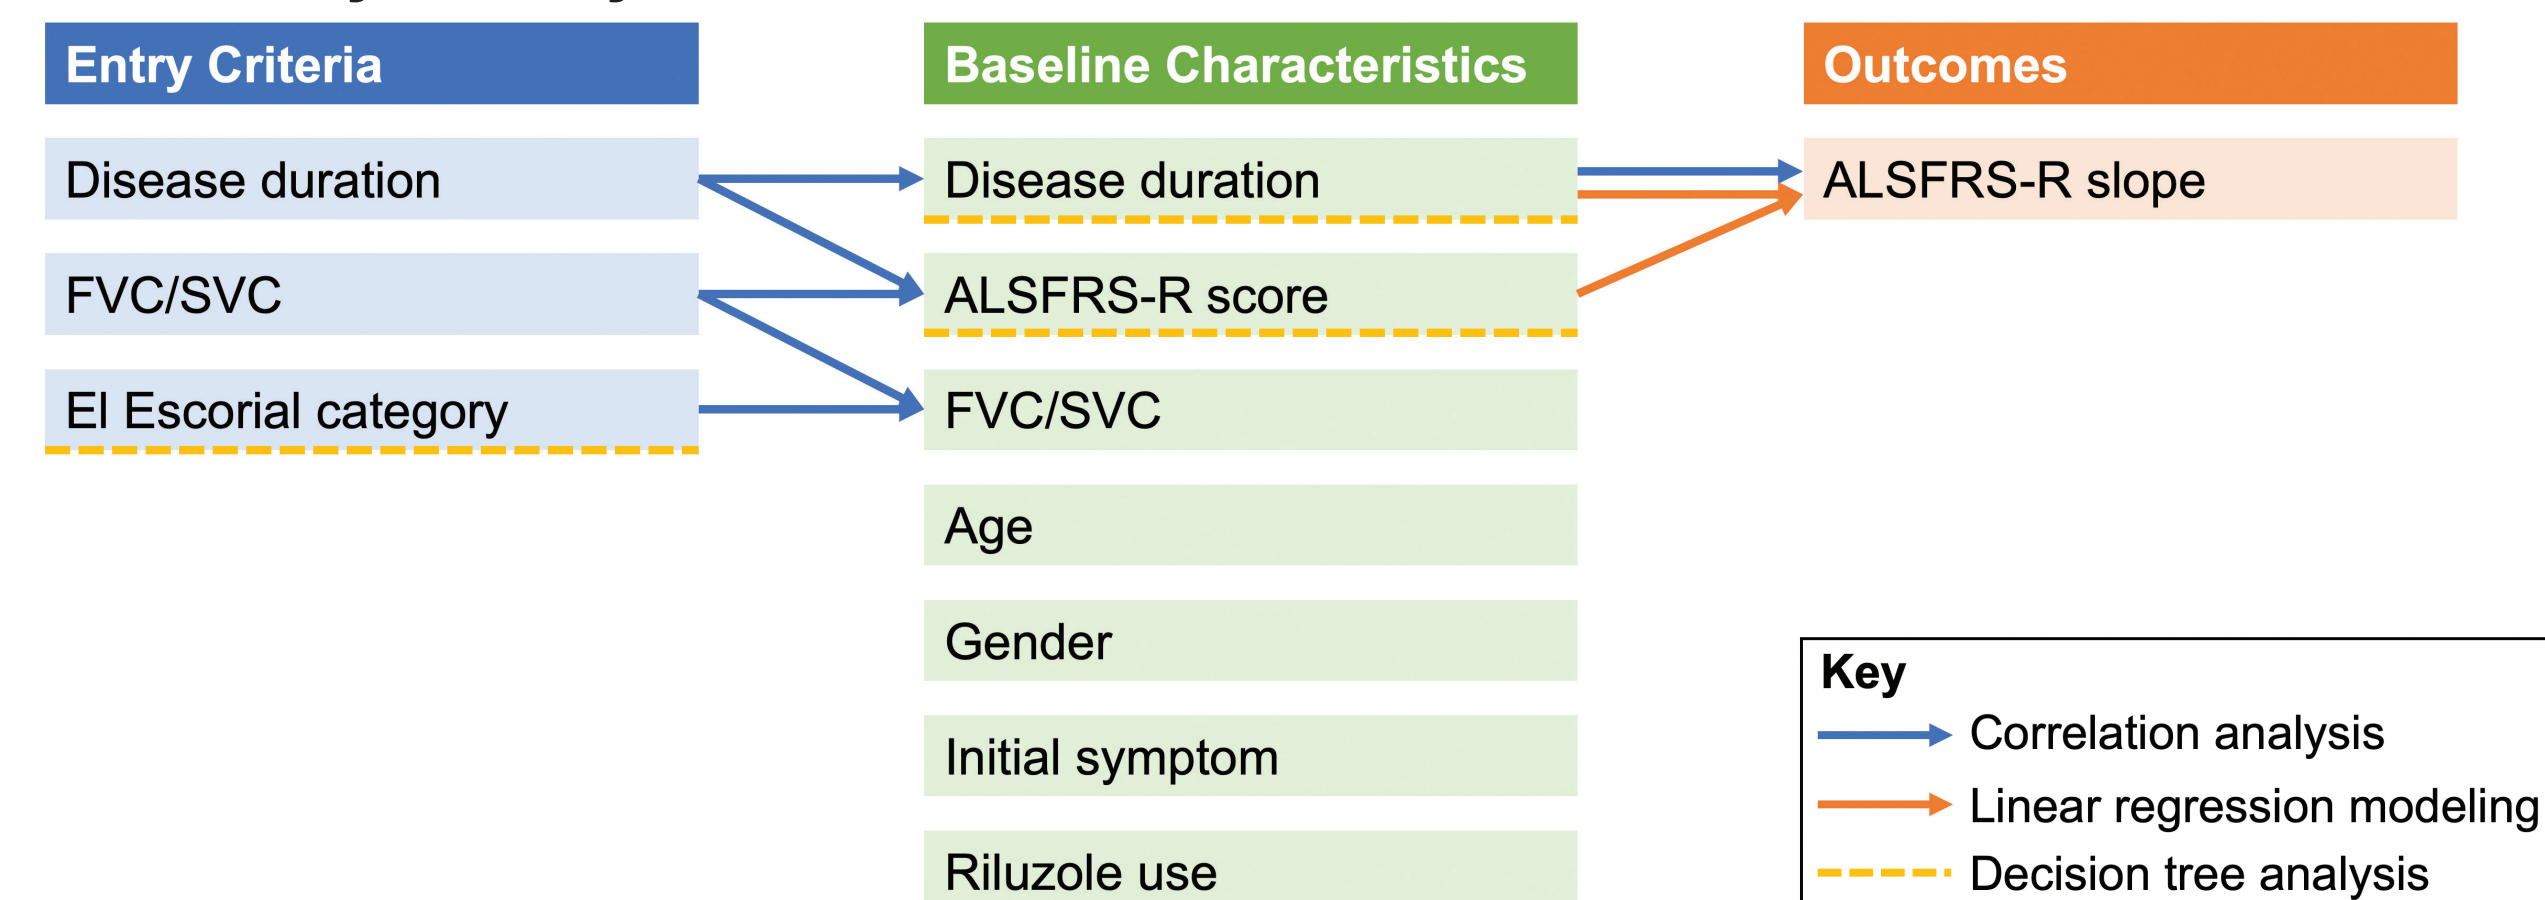 Entry Criteria
Disease duration
FVC/SVC
El Escorial category
Baseline Characteristics
Disease duration
ALSFRS-R score
FVC/SVC
Age
Gender
Initial symptom
Riluzole use
Outcomes
ALSFRS-R slope
Key
Correlation analysis
Linear regression modeling
Decision tree analysis